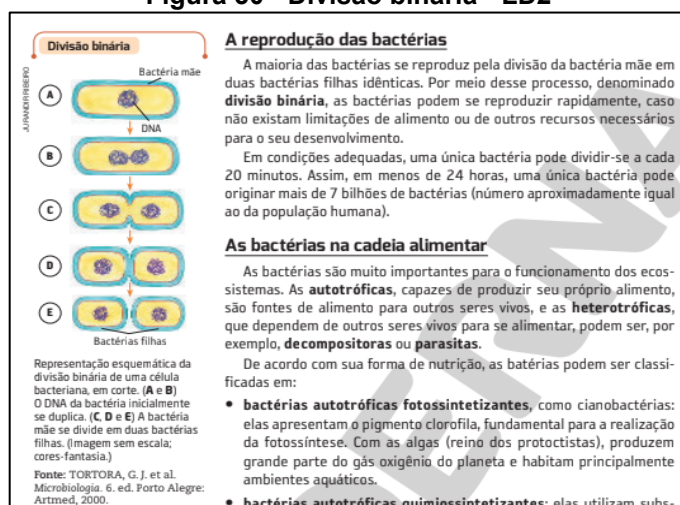 Figura 30 - Divisão binária - LD2
Divisão binária
JURANDIR RIBEIRO
Bactéria mãe
A
DNA
B
C
D
E
Bactérias filhas
Representação esquemática da
divisão binária de uma célula
bacteriana, em corte. (A e B)
O DNA da bactéria inicialmente
se duplica. (C, D e E) A bactéria
mãe se divide em duas bactérias
filhas. (Imagem sem escala;
cores-fantasia.)
Fonte: TORTORA, G. J. et al.
Microbiologia. 6. ed. Porto Alegre:
Artmed, 2000.
A reprodução das bactérias
A maioria das bactérias se reproduz pela divisão da bactéria mãe em
duas bactérias filhas idênticas. Por meio desse processo, denominado
divisão binária, as bactérias podem se reproduzir rapidamente, caso
não existam limitações de alimento ou de outros recursos necessários
para o seu desenvolvimento.
Em condições adequadas, uma única bactéria pode dividir-se a cada
20 minutos. Assim, em menos de 24 horas, uma única bactéria pode
originar mais de 7 bilhões de bactérias (número aproximadamente igual
ao da população humana).
As bactérias na cadeia alimentar
As bactérias são muito importantes para o funcionamento dos ecos-
sistemas. As autotróficas, capazes de produzir seu próprio alimento,
são fontes de alimento para outros seres vivos, e as heterotróficas,
que dependem de outros seres vivos para se alimentar, podem ser, por
exemplo, decompositoras ou parasitas.
De acordo com sua forma de nutrição, as batérias podem ser classi-
ficadas em:
• bactérias autotróficas fotossintetizantes, como cianobactérias:
elas apresentam o pigmento clorofila, fundamental para a realização
da fotossíntese. Com as algas (reino dos protoctistas), produzem
grande parte do gás oxigênio do planeta e habitam principalmente
ambientes aquáticos.
• bactérias autotróficas quimiossintetizantes: elas utilizam subs-